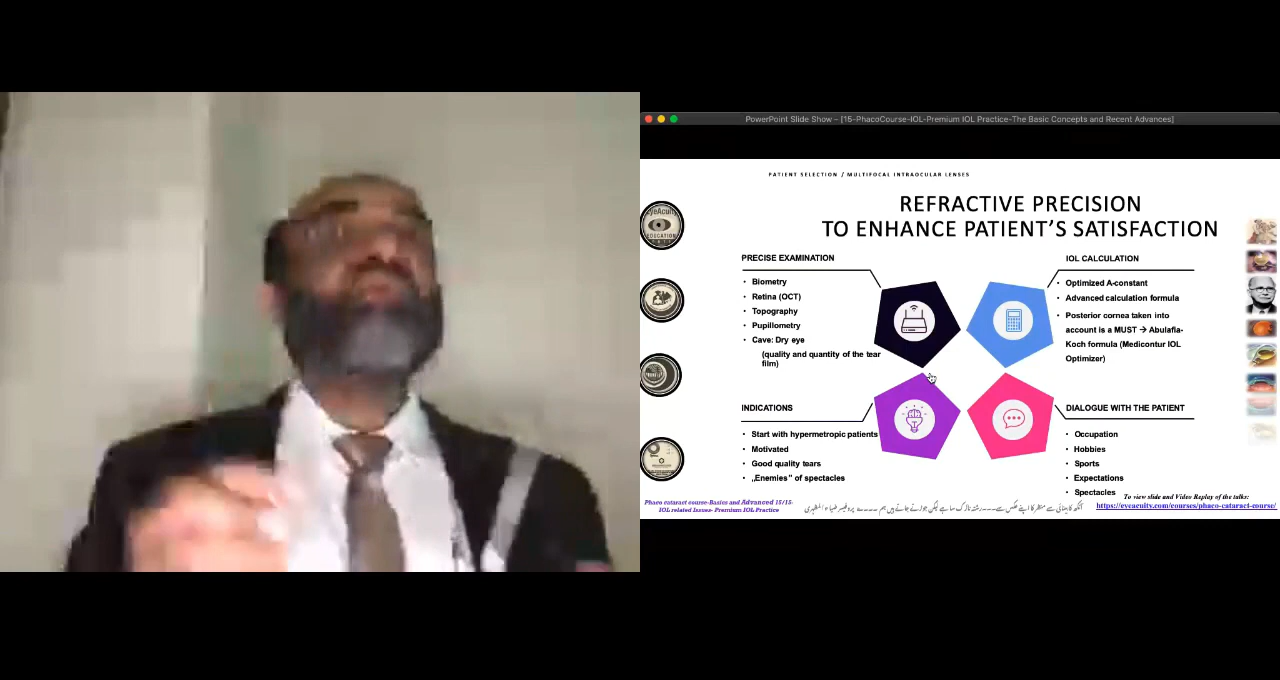 PowerPoint Slide Show – [15-PhacoCourse-IOL-Premium IOL Practice-The Basic Concepts and Recent Advances]
PATIENT SELECTION / MULTIFOCAL INTRAOCULAR LENSES
REFRACTIVE PRECISION
TO ENHANCE PATIENT’S SATISFACTION
PRECISE EXAMINATION
• Biometry
• Retina (OCT)
• Topography
• Pupillometry
• Cave: Dry eye
(quality and quantity of the tear
film)
IOL CALCULATION
• Optimized A-constant
• Advanced calculation formula
• Posterior cornea taken into
account is a MUST → Abulafia-
Koch formula (Medicontur IOL
Optimizer)
INDICATIONS
• Start with hypermetropic patients
• Motivated
• Good quality tears
• „Enemies” of spectacles
DIALOGUE WITH THE PATIENT
• Occupation
• Hobbies
• Sports
• Expectations
• Spectacles
EyeAcuity
EDUCATION
Phaco cataract course-Basics and Advanced 15/15-
IOL related Issues- Premium IOL Practice
To view slide and Video Replay of the talks:
https://eyeacuity.com/courses/phaco-cataract-course/